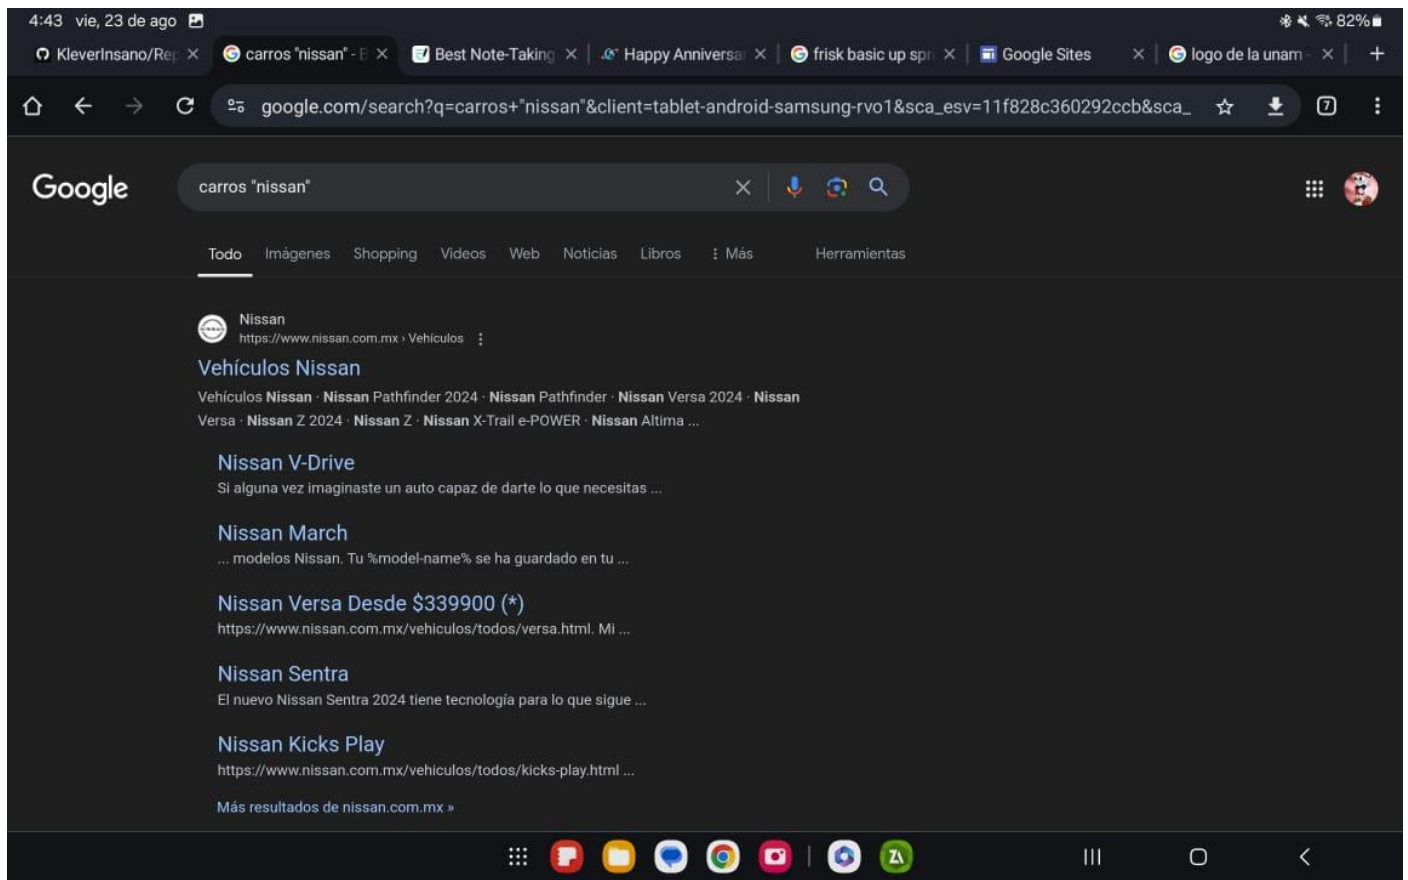 4:43 vie, 23 de ago
82%
KleverInsano/Rep
carros "nissan" - B
Best Note-Taking
Happy Anniversa
frisk basic up spri
Google Sites
logo de la unam -
google.com/search?q=carros+"nissan"&client=tablet-android-samsung-rvo1&sca_esv=11f828c360292ccb&sca_
7
Google
carros "nissan"
Todo Imágenes Shopping Videos Web Noticias Libros Más Herramientas
Nissan
https://www.nissan.com.mx › Vehículos
Vehículos Nissan
Vehículos Nissan · Nissan Pathfinder 2024 · Nissan Pathfinder · Nissan Versa 2024 · Nissan
Versa · Nissan Z 2024 · Nissan Z · Nissan X-Trail e-POWER · Nissan Altima ...
Nissan V-Drive
Si alguna vez imaginaste un auto capaz de darte lo que necesitas ...
Nissan March
... modelos Nissan. Tu %model-name% se ha guardado en tu ...
Nissan Versa Desde $339900 (*)
https://www.nissan.com.mx/vehiculos/todos/versa.html. Mi ...
Nissan Sentra
El nuevo Nissan Sentra 2024 tiene tecnología para lo que sigue ...
Nissan Kicks Play
https://www.nissan.com.mx/vehiculos/todos/kicks-play.html ...
Más resultados de nissan.com.mx »
ZA